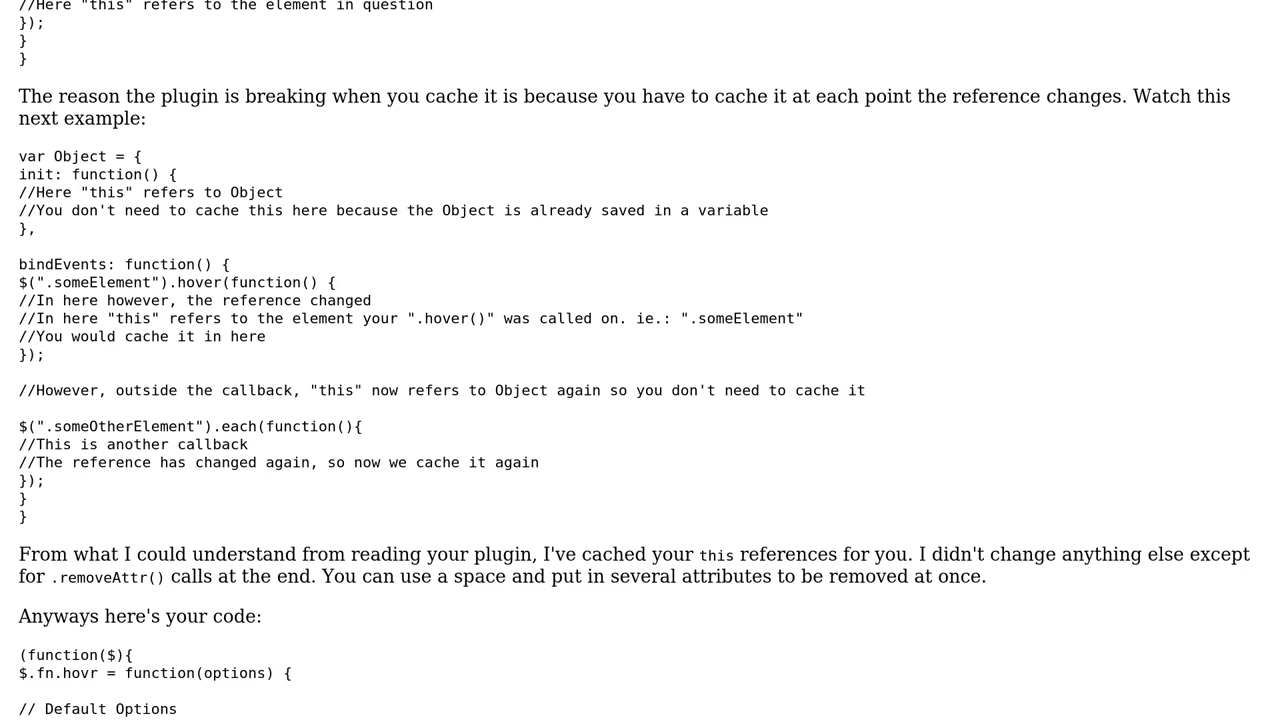 //Here "this" refers to the element in question
});
}
}
The reason the plugin is breaking when you cache it is because you have to cache it at each point the reference changes. Watch this
next example:
var Object = {
init: function() {
//Here "this" refers to Object
//You don't need to cache this here because the Object is already saved in a variable
},
bindEvents: function() {
$(".someElement").hover(function() {
//In here however, the reference changed
//In here "this" refers to the element your ".hover()" was called on. ie.: ".someElement"
//You would cache it in here
});
//However, outside the callback, "this" now refers to Object again so you don't need to cache it
$(".someOtherElement").each(function(){
//This is another callback
//The reference has changed again, so now we cache it again
});
}
}
From what I could understand from reading your plugin, I've cached your this references for you. I didn't change anything else except
for .removeAttr() calls at the end. You can use a space and put in several attributes to be removed at once.
Anyways here's your code:
(function($){
$.fn.hovr = function(options) {
// Default Options